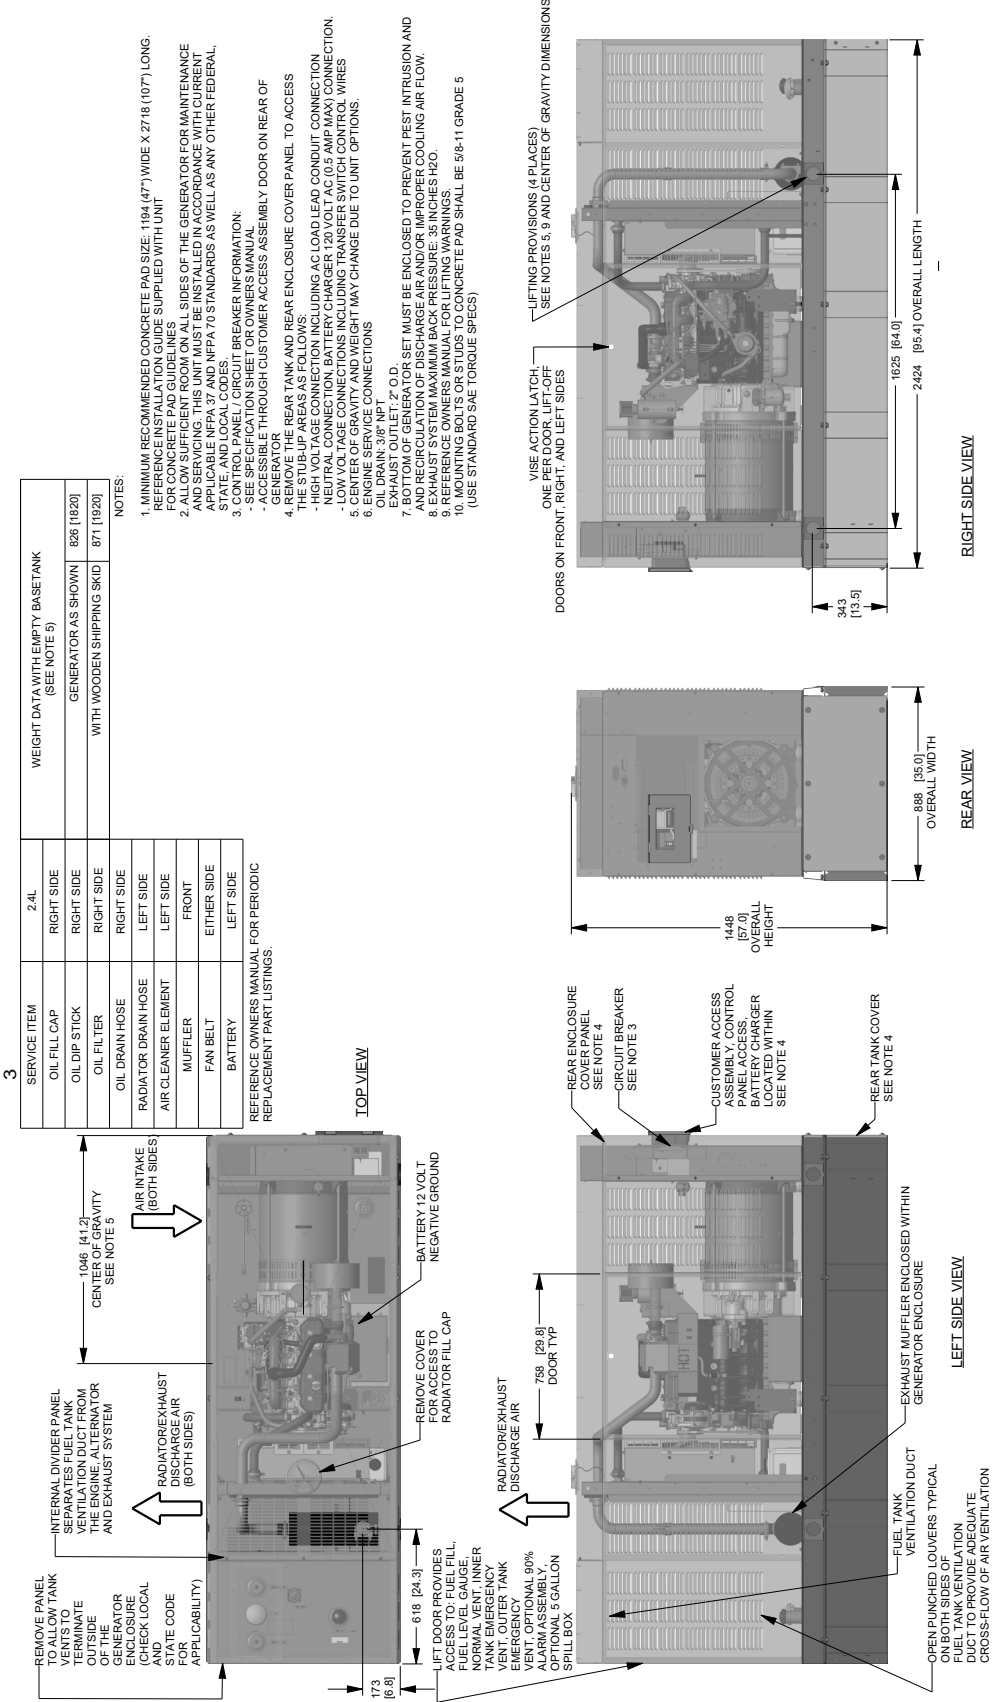 3
SERVICE ITEM 2.4L
OIL FILL CAP RIGHT SIDE
OIL DIP STICK RIGHT SIDE
OIL FILTER RIGHT SIDE
OIL DRAIN HOSE RIGHT SIDE
RADIATOR DRAIN HOSE LEFT SIDE
AIR CLEANER ELEMENT LEFT SIDE
MUFFLER FRONT
FAN BELT EITHER SIDE
BATTERY LEFT SIDE
REFERENCE OWNERS MANUAL FOR PERIODIC
REPLACEMENT PART LISTINGS.
WEIGHT DATA WITH EMPTY BASETANK
(SEE NOTE 5)
GENERATOR AS SHOWN 826 [1820]
WITH WOODEN SHIPPING SKID 871 [1920]
NOTES:
1. MINIMUM RECOMMENDED CONCRETE PAD SIZE: 1194 (47") WIDE X 2718 (107") LONG.
REFERENCE INSTALLATION GUIDE SUPPLIED WITH UNIT
FOR CONCRETE PAD GUIDELINES
2. ALLOW SUFFICIENT ROOM ON ALL SIDES OF THE GENERATOR FOR MAINTENANCE
AND SERVICING. THIS UNIT MUST BE INSTALLED IN ACCORDANCE WITH CURRENT
APPLICABLE NFPA 37 AND NFPA 70 STANDARDS AS WELL AS ANY OTHER FEDERAL,
STATE, AND LOCAL CODES.
3. CONTROL PANEL / CIRCUIT BREAKER INFORMATION:
- SEE SPECIFICATION SHEET OR OWNERS MANUAL
- ACCESSIBLE THROUGH CUSTOMER ACCESS ASSEMBLY DOOR ON REAR OF
GENERATOR
4. REMOVE THE REAR TANK AND REAR ENCLOSURE COVER PANEL TO ACCESS
THE STUB-UP AREAS AS FOLLOWS:
- HIGH VOLTAGE CONNECTION INCLUDING AC LOAD LEAD CONDUIT CONNECTION
NEUTRAL CONNECTION, BATTERY CHARGER 120 VOLT AC (0.5 AMP MAX) CONNECTION.
- LOW VOLTAGE CONNECTIONS INCLUDING TRANSFER SWITCH CONTROL WIRES
5. CENTER OF GRAVITY AND WEIGHT MAY CHANGE DUE TO UNIT OPTIONS.
6. ENGINE SERVICE CONNECTIONS
OIL DRAIN: 3/8" NPT
EXHAUST OUTLET: 2" O.D.
7. BOTTOM OF GENERATOR SET MUST BE ENCLOSED TO PREVENT PEST INTRUSION AND
AND RECIRCULATION OF DISCHARGE AIR AND/OR IMPROPER COOLING AIR FLOW.
8. EXHAUST SYSTEM MAXIMUM BACK PRESSURE: 35 INCHES H2O.
9. REFERENCE OWNERS MANUAL FOR LIFTING WARNINGS.
10. MOUNTING BOLTS OR STUDS TO CONCRETE PAD SHALL BE 5/8-11 GRADE 5
(USE STANDARD SAE TORQUE SPECS)
REMOVE PANEL
TO ALLOW TANK
VENTS TO
TERMINATE
OUTSIDE
OF THE
GENERATOR
ENCLOSURE
(CHECK LOCAL
AND
STATE CODE
FOR
APPLICABILITY)
INTERNAL DIVIDER PANEL
SEPARATES FUEL TANK
VENTILATION DUCT FROM
THE ENGINE, ALTERNATOR
AND EXHAUST SYSTEM
RADIATOR/EXHAUST
DISCHARGE AIR
(BOTH SIDES)
1046 [41.2]
CENTER OF GRAVITY
SEE NOTE 5
AIR INTAKE
(BOTH SIDES)
TOP VIEW
BATTERY 12 VOLT
NEGATIVE GROUND
REMOVE COVER
FOR ACCESS TO
RADIATOR FILL CAP
618 [24.3]
173
[6.8]
LIFT DOOR PROVIDES
ACCESS TO: FUEL FILL,
FUEL LEVEL GAUGE,
NORMAL VENT, INNER
TANK EMERGENCY
VENT, OUTER TANK
EMERGENCY
VENT, OPTIONAL 90%
ALARM ASSEMBLY,
OPTIONAL 5 GALLON
SPILL BOX
RADIATOR/EXHAUST
DISCHARGE AIR
758 [29.8]
DOOR TYP
HOT
REAR ENCLOSURE
COVER PANEL
SEE NOTE 4
CIRCUIT BREAKER
SEE NOTE 3
CUSTOMER ACCESS
ASSEMBLY, CONTROL
PANEL ACCESS,
BATTERY CHARGER
LOCATED WITHIN
SEE NOTE 4
REAR TANK COVER
SEE NOTE 4
EXHAUST MUFFLER ENCLOSED WITHIN
GENERATOR ENCLOSURE
FUEL TANK
VENTILATION DUCT
OPEN PUNCHED LOUVERS TYPICAL
ON BOTH SIDES OF
FUEL TANK VENTILATION
DUCT TO PROVIDE ADEQUATE
CROSS-FLOW OF AIR VENTILATION
LEFT SIDE VIEW
1448
[57.0]
OVERALL
HEIGHT
888 [35.0]
OVERALL WIDTH
REAR VIEW
VISE ACTION LATCH,
ONE PER DOOR, LIFT-OFF
DOORS ON FRONT, RIGHT, AND LEFT SIDES
LIFTING PROVISIONS (4 PLACES)
SEE NOTES 5, 9 AND CENTER OF GRAVITY DIMENSIONS
343
[13.5]
1625 [64.0]
2424 [95.4] OVERALL LENGTH
RIGHT SIDE VIEW